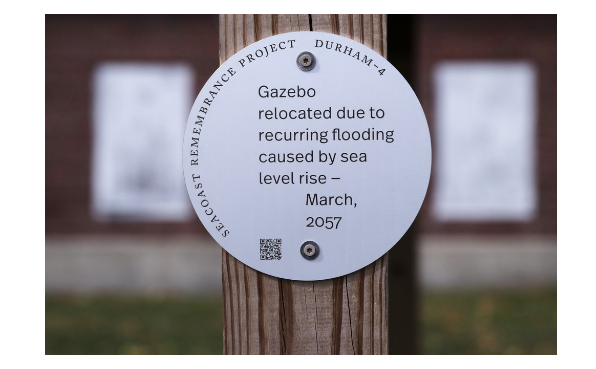 SEACOAST REMEMBRANCE PROJECT DURHAM–4
Gazebo
relocated due to
recurring flooding
caused by sea
level rise –
March,
2057